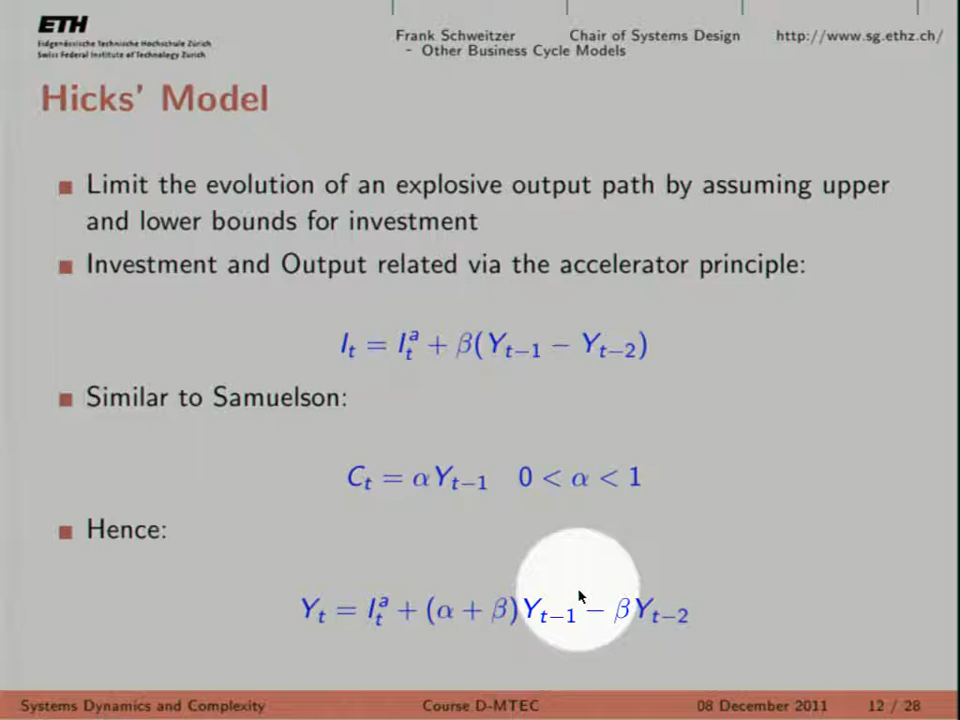 ETH
Eidgenössische Technische Hochschule Zürich
Swiss Federal Institute of Technology Zurich
Frank Schweitzer Chair of Systems Design http://www.sg.ethz.ch/
- Other Business Cycle Models
Hicks' Model
Limit the evolution of an explosive output path by assuming upper
and lower bounds for investment
Investment and Output related via the accelerator principle:
I_t = I_t^a + β(Y_{t−1} − Y_{t−2})
Similar to Samuelson:
C_t = αY_{t−1} 0 < α < 1
Hence:
Y_t = I_t^a + (α + β)Y_{t−1} − βY_{t−2}
Systems Dynamics and Complexity Course D-MTEC 08 December 2011 12 / 28